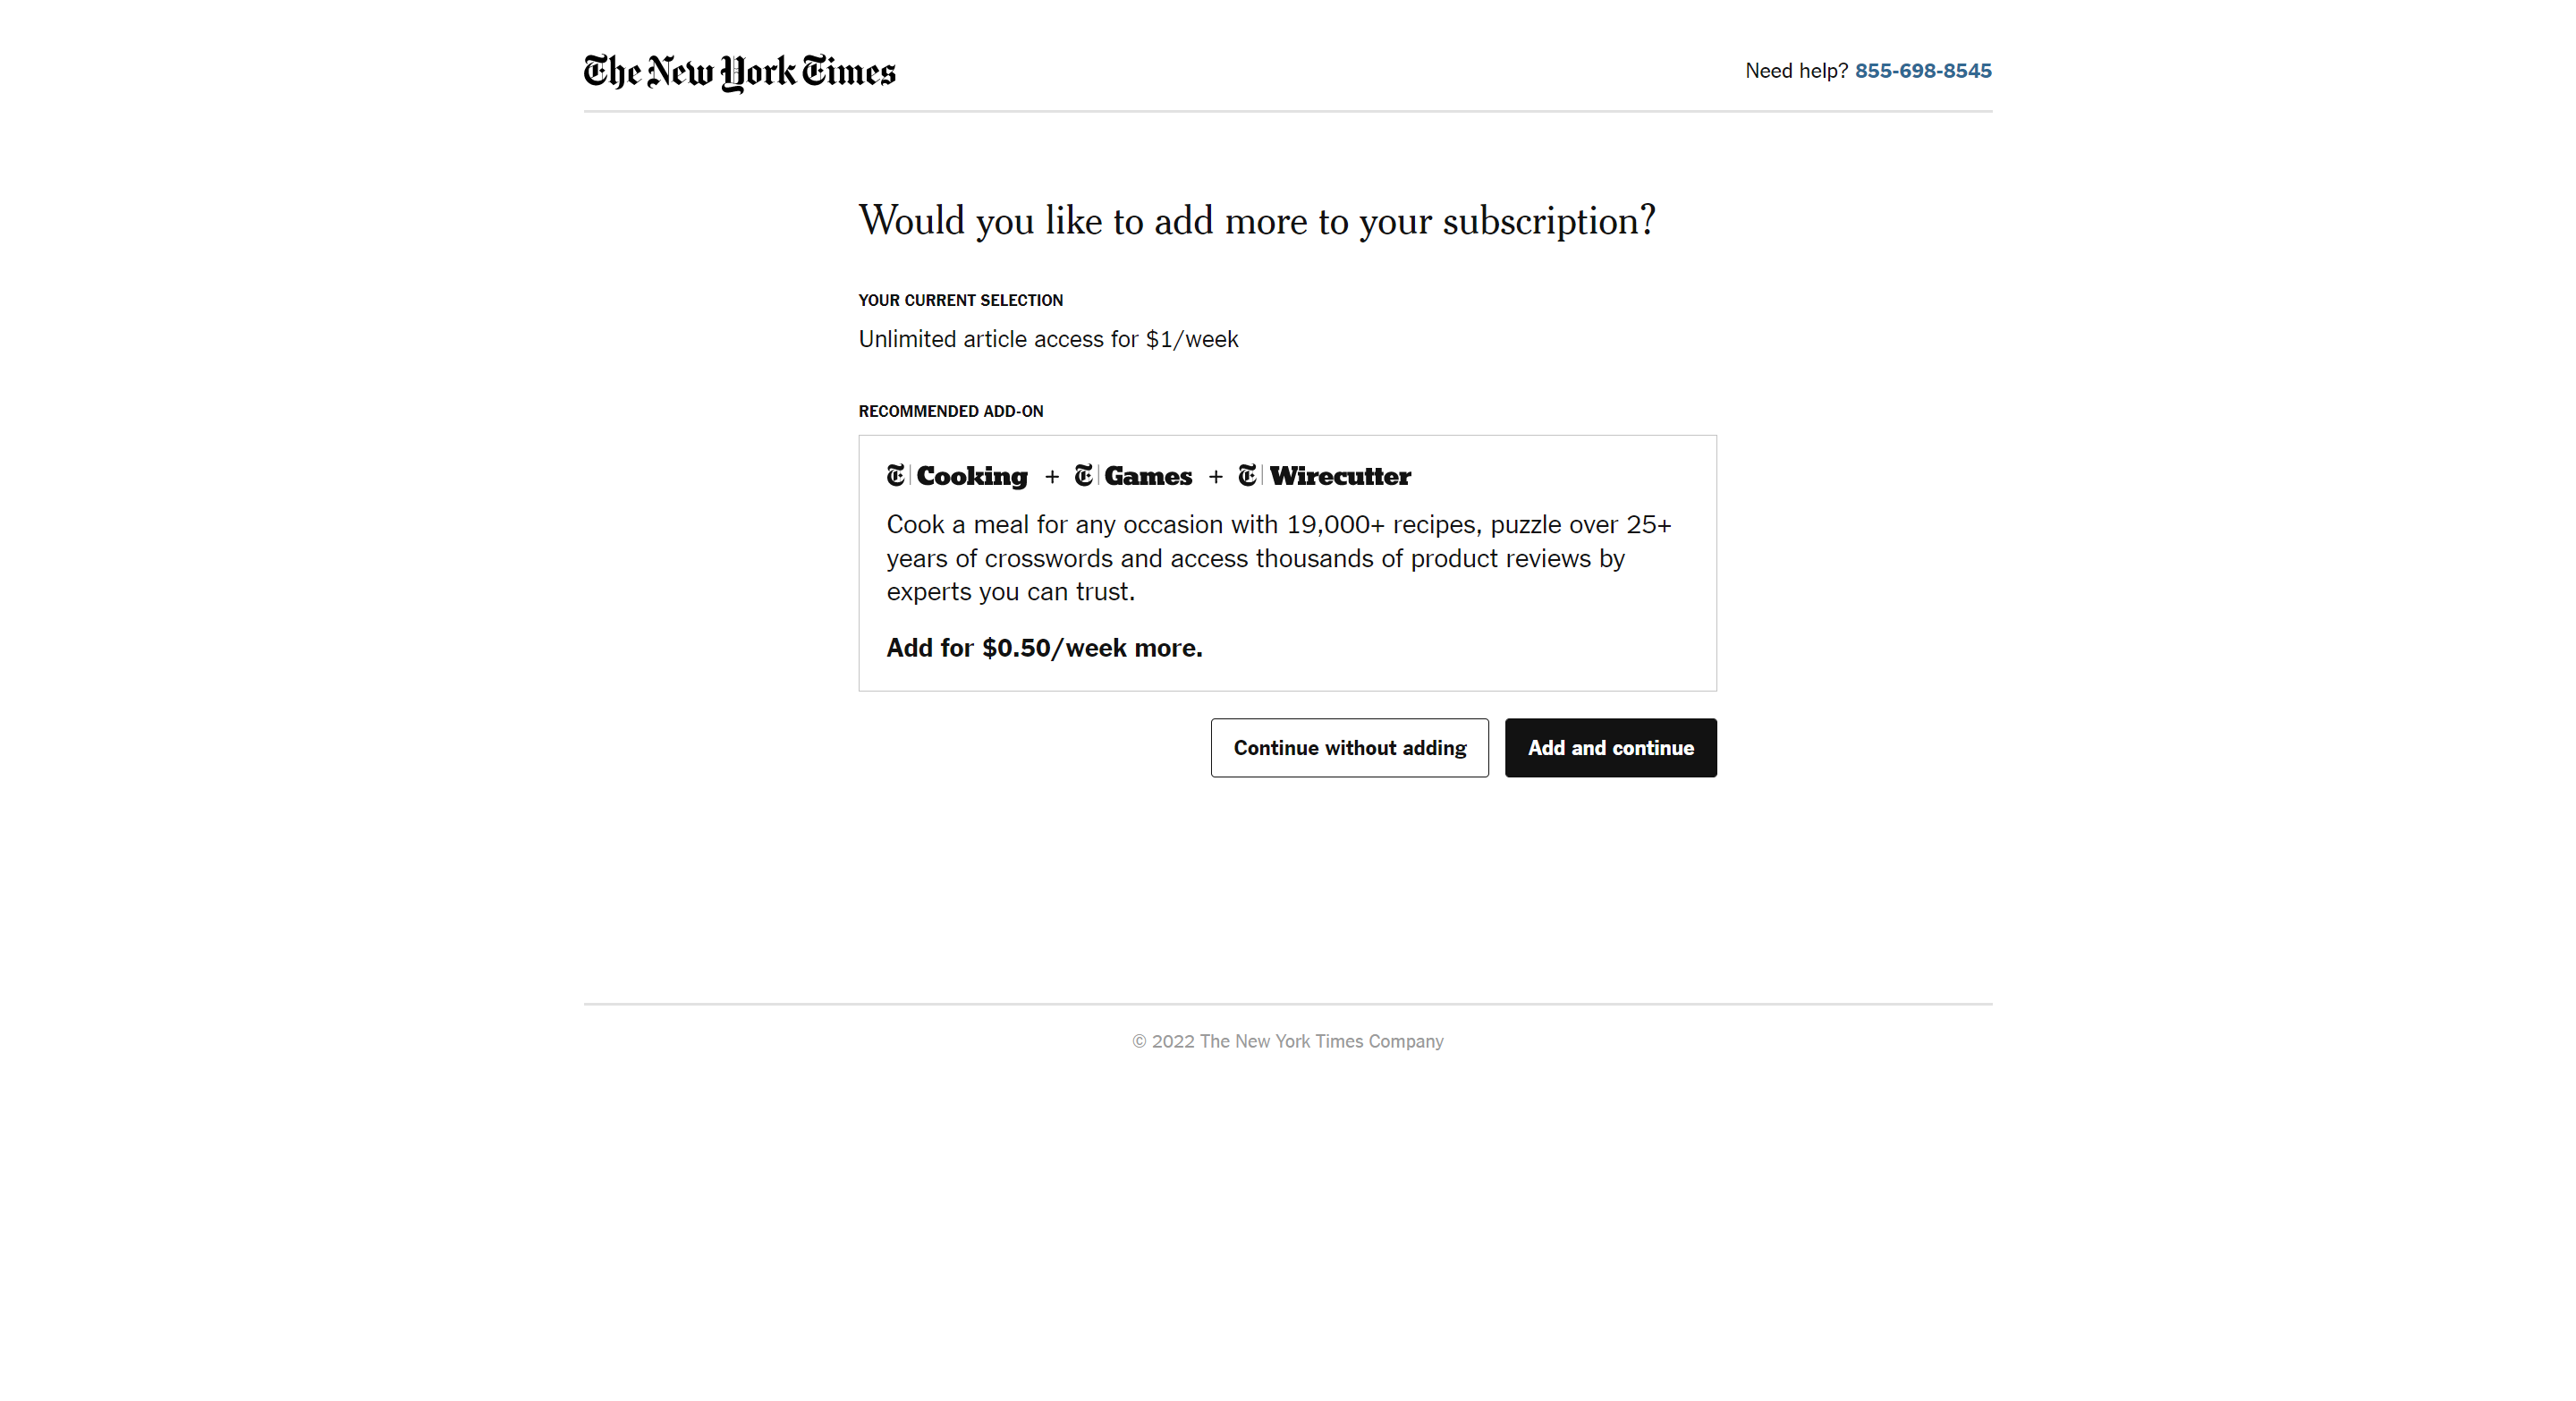 The New York Times
Need help? 855-698-8545
Would you like to add more to your subscription?
YOUR CURRENT SELECTION
Unlimited article access for $1/week
RECOMMENDED ADD-ON
T Cooking + T Games + T Wirecutter
Cook a meal for any occasion with 19,000+ recipes, puzzle over 25+
years of crosswords and access thousands of product reviews by
experts you can trust.
Add for $0.50/week more.
Continue without adding
Add and continue
© 2022 The New York Times Company